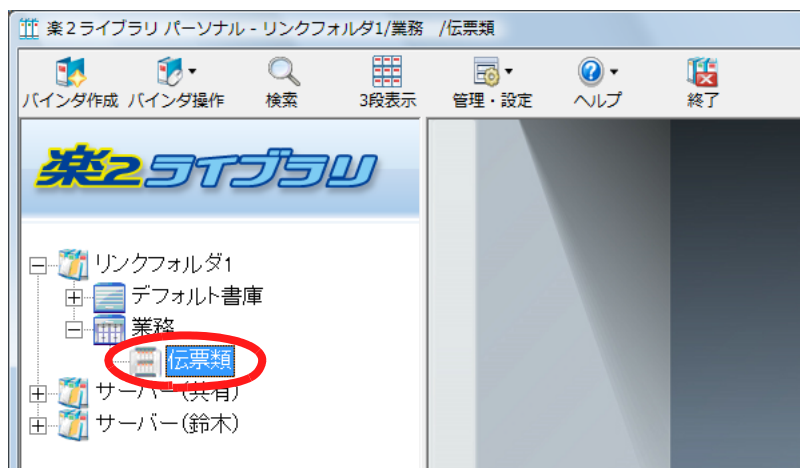 楽2ライブラリ パーソナル - リンクフォルダ1/業務 /伝票類
バインダ作成 バインダ操作 検索 3段表示 管理・設定 ヘルプ 終了
楽2ライブラリ
リンクフォルダ1
デフォルト書庫
業務
伝票類
サーバー(共有)
サーバー(鈴木)